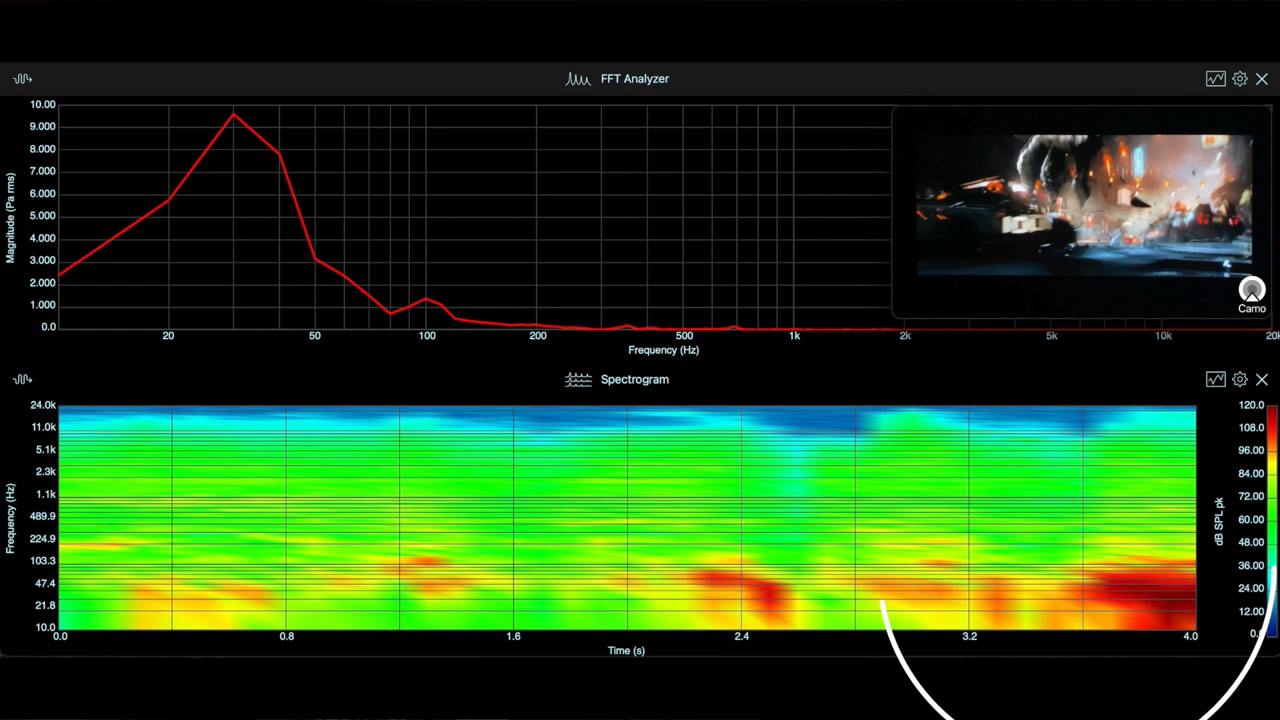 FFT Analyzer
10.00
9.000
8.000
7.000
6.000
5.000
4.000
3.000
2.000
1.000
0.0
Magnitude (Pa rms)
20 50 100 200 500 1k 2k 5k 10k 20k
Frequency (Hz)
Camo
Spectrogram
24.0k
11.0k
5.1k
2.3k
1.1k
489.9
224.9
103.3
47.4
21.8
10.0
Frequency (Hz)
0.0 0.8 1.6 2.4 3.2 4.0
Time (s)
120.0
108.0
96.00
84.00
72.00
60.00
48.00
36.00
24.00
12.00
0.0
dB SPL pk